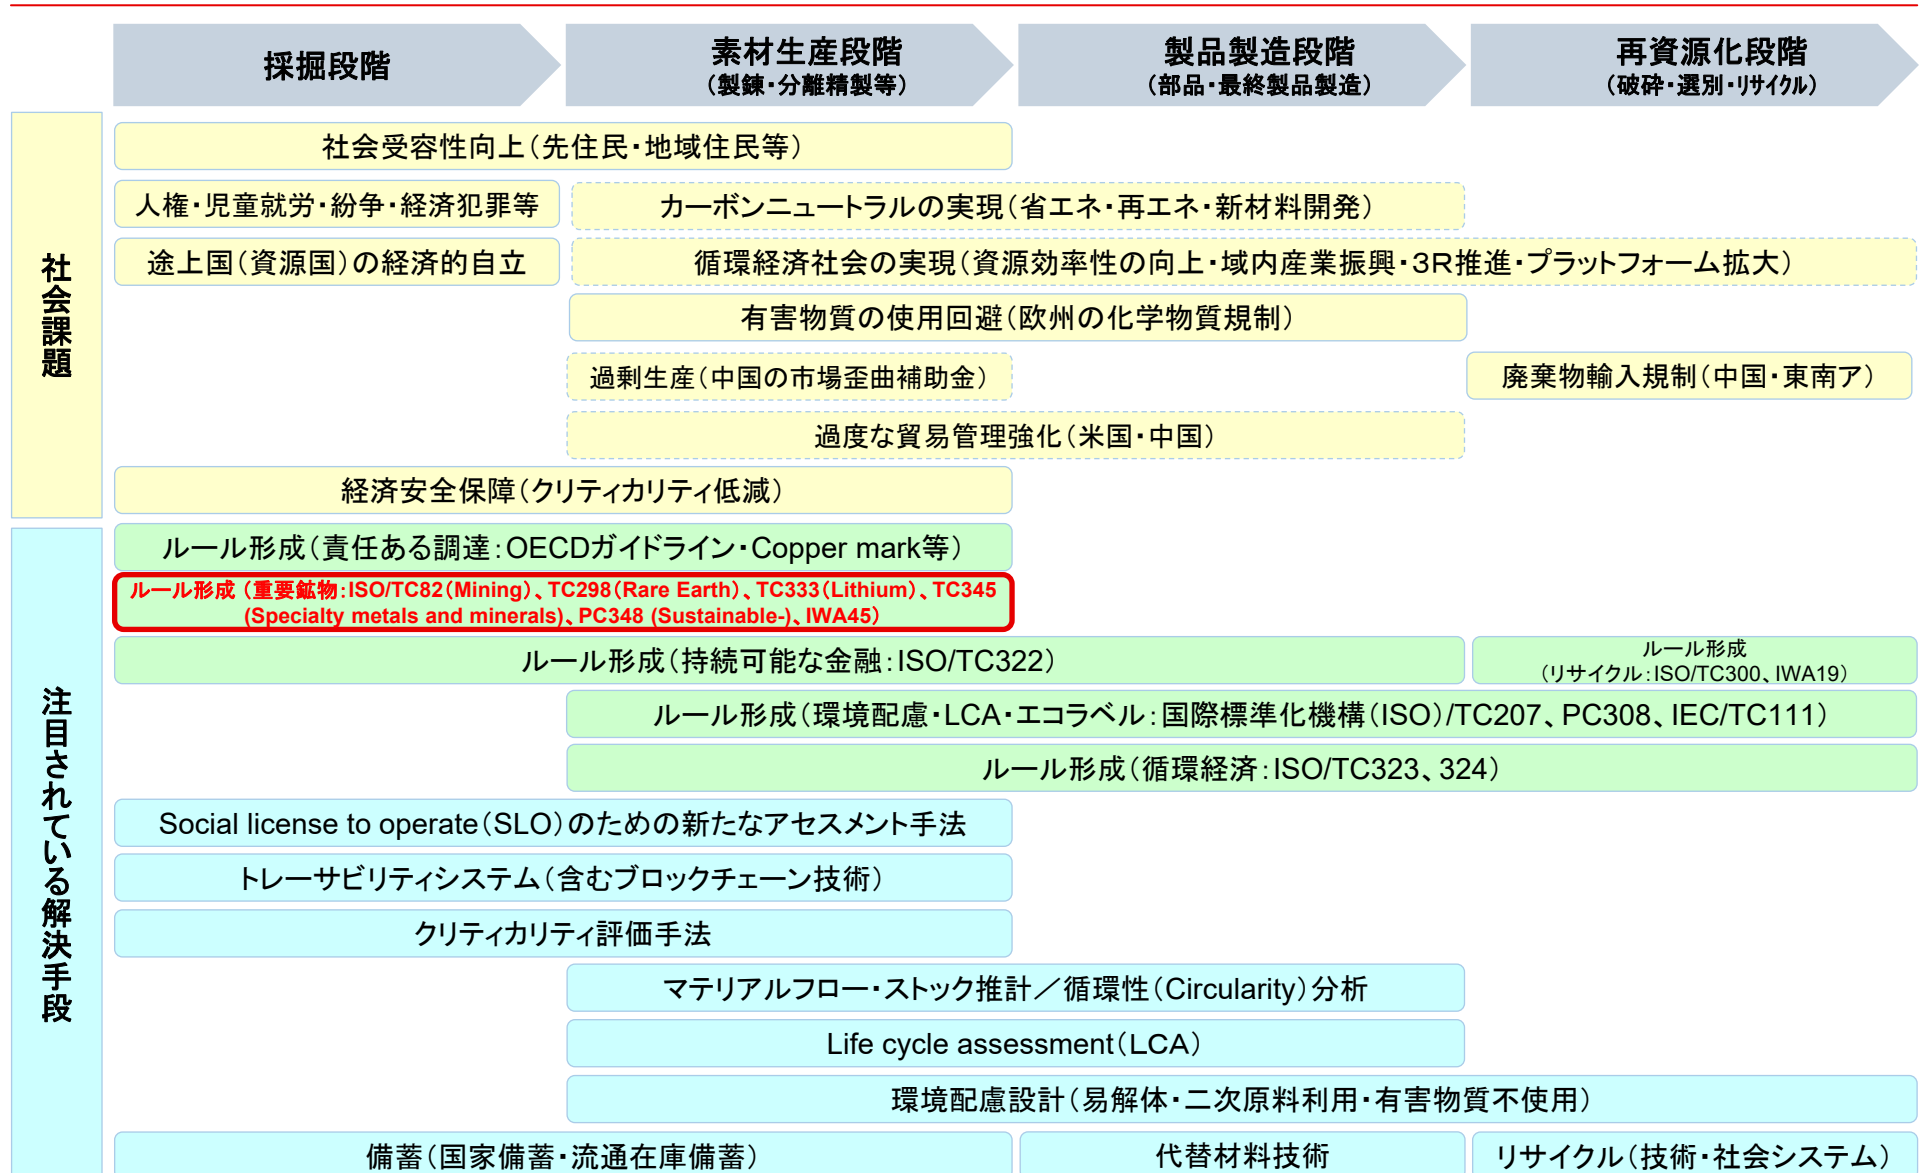 採掘段階
素材生産段階
（製錬・分離精製等）
製品製造段階
（部品・最終製品製造）
再資源化段階
（破砕・選別・リサイクル）
社会課題
社会受容性向上（先住民・地域住民等）
人権・児童就労・紛争・経済犯罪等
カーボンニュートラルの実現（省エネ・再エネ・新材料開発）
途上国（資源国）の経済的自立
循環経済社会の実現（資源効率性の向上・域内産業振興・３Ｒ推進・プラットフォーム拡大）
有害物質の使用回避（欧州の化学物質規制）
過剰生産（中国の市場歪曲補助金）
廃棄物輸入規制（中国・東南ア）
過度な貿易管理強化（米国・中国）
経済安全保障（クリティカリティ低減）
注目されている解決手段
ルール形成（責任ある調達：OECDガイドライン・Copper mark等）
ルール形成（重要鉱物：ISO/TC82（Mining）、TC298（Rare Earth）、TC333（Lithium）、TC345
(Specialty metals and minerals)、PC348 (Sustainable-)、IWA45）
ルール形成（持続可能な金融：ISO/TC322）
ルール形成
（リサイクル：ISO/TC300、IWA19）
ルール形成（環境配慮・LCA・エコラベル：国際標準化機構（ISO）/TC207、PC308、IEC/TC111）
ルール形成（循環経済：ISO/TC323、324）
Social license to operate（SLO）のための新たなアセスメント手法
トレーサビリティシステム（含むブロックチェーン技術）
クリティカリティ評価手法
マテリアルフロー・ストック推計／循環性（Circularity）分析
Life cycle assessment（ＬＣＡ）
環境配慮設計（易解体・二次原料利用・有害物質不使用）
備蓄（国家備蓄・流通在庫備蓄）
代替材料技術
リサイクル（技術・社会システム）